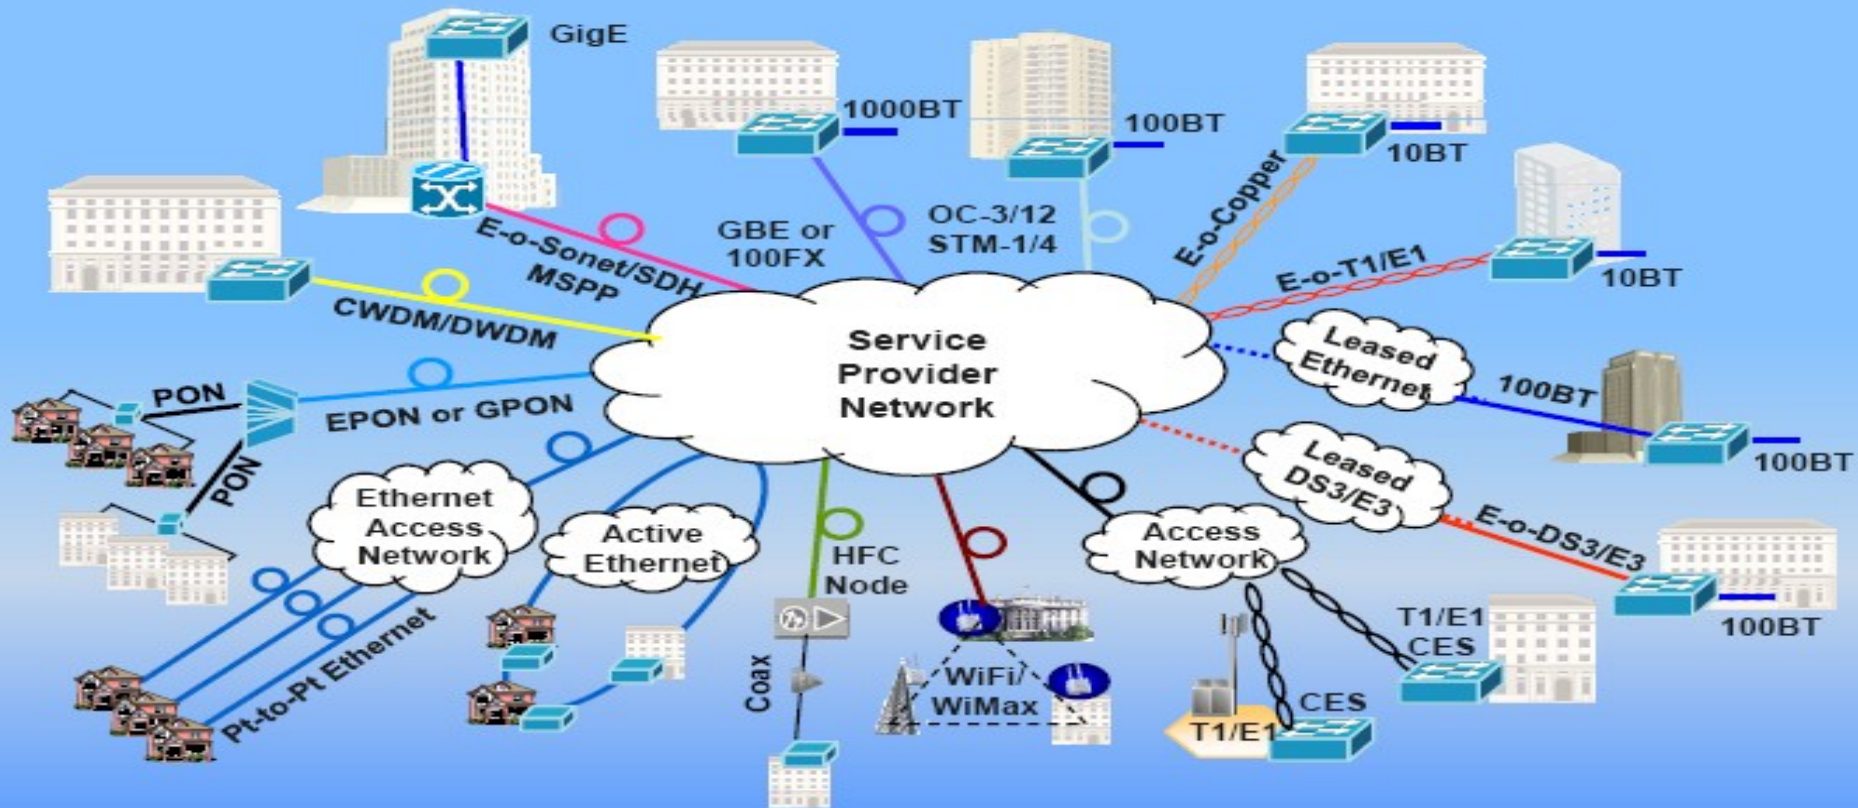 GigE
1000BT
100BT
10BT
E-o-Copper
GBE or
100FX
OC-3/12
STM-1/4
E-o-Sonet/SDH
MSPP
E-o-T1/E1
10BT
CWDM/DWDM
Service
Provider
Network
Leased
Ethernet
100BT
100BT
PON
EPON or GPON
PON
Leased
DS3/E3
E-o-DS3/E3
100BT
Ethernet
Access
Network
Active
Ethernet
HFC
Node
Access
Network
T1/E1
CES
Pt-to-Pt Ethernet
Coax
WiFi/
WiMax
CES
T1/E1